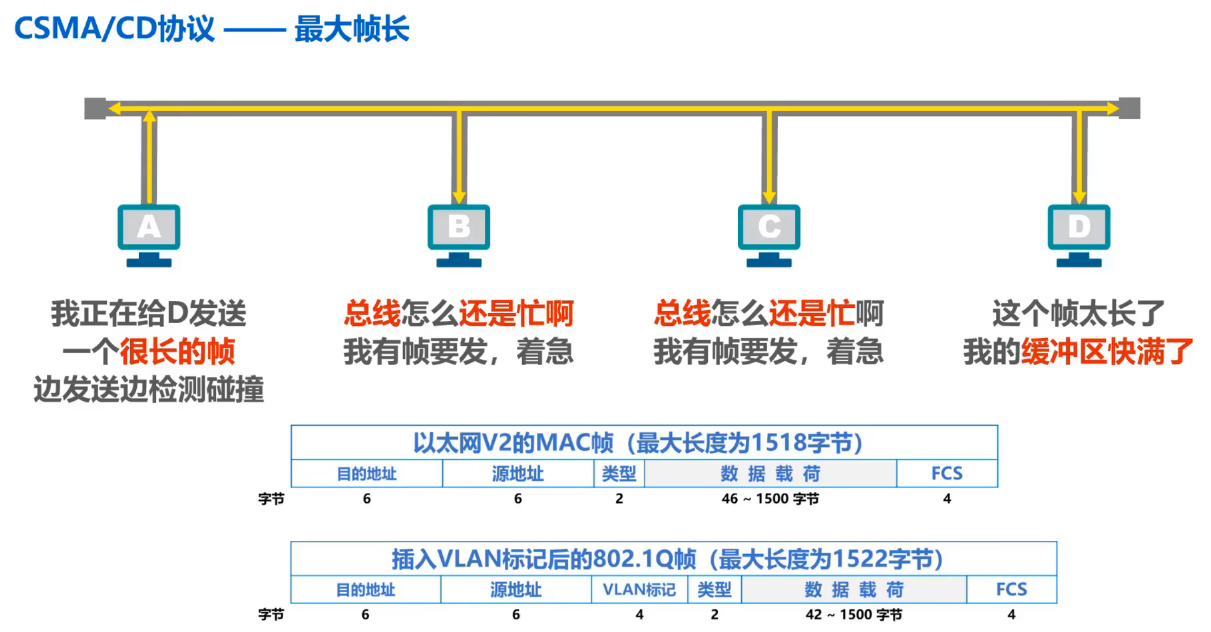 CSMA/CD协议 —— 最大帧长
A
B
C
D
我正在给D发送
一个很长的帧
边发送边检测碰撞
总线怎么还是忙啊
我有帧要发，着急
总线怎么还是忙啊
我有帧要发，着急
这个帧太长了
我的缓冲区快满了
以太网V2的MAC帧（最大长度为1518字节）
目的地址 源地址 类型 数 据 载 荷 FCS
字节 6 6 2 46 ~ 1500 字节 4
插入VLAN标记后的802.1Q帧（最大长度为1522字节）
目的地址 源地址 VLAN标记 类型 数 据 载 荷 FCS
字节 6 6 4 2 42 ~ 1500 字节 4